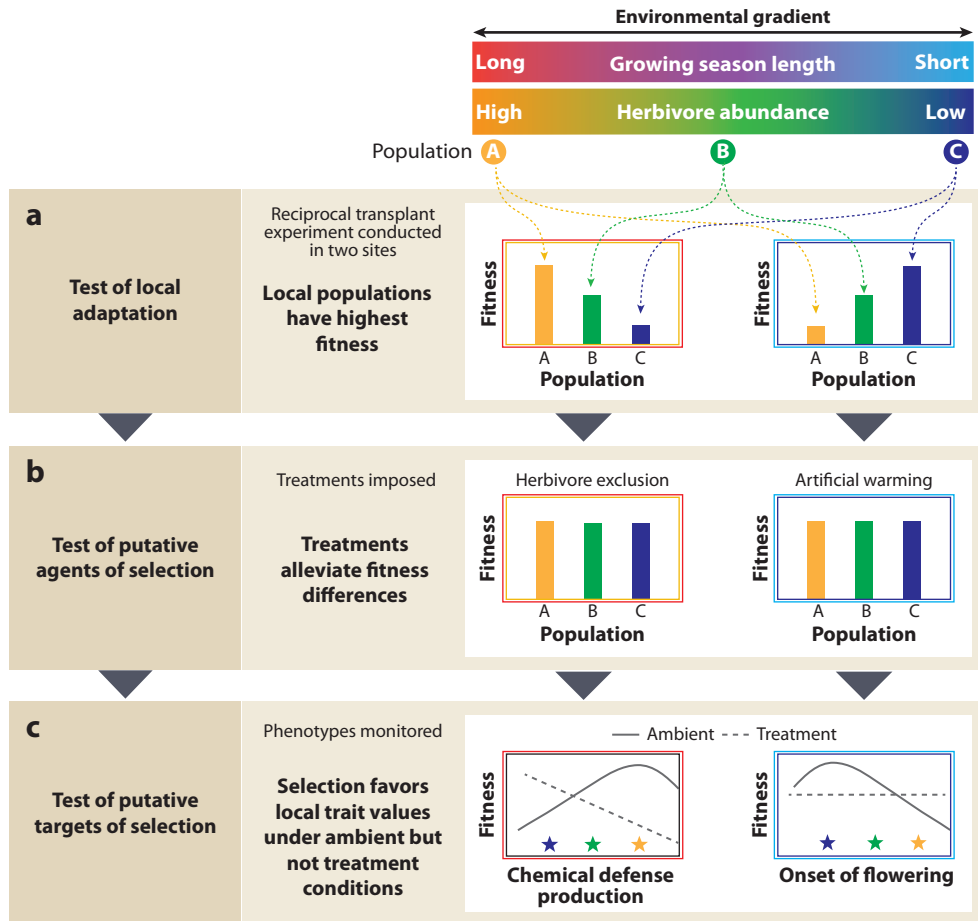 Environmental gradient
Long Growing season length Short
High Herbivore abundance Low
Population A B C
a
Test of local
adaptation
Reciprocal transplant
experiment conducted
in two sites
Local populations
have highest
fitness
Fitness
A B C
Population
Fitness
A B C
Population
b
Test of putative
agents of selection
Treatments imposed
Treatments
alleviate fitness
differences
Herbivore exclusion
Fitness
A B C
Population
Artificial warming
Fitness
A B C
Population
c
Test of putative
targets of selection
Phenotypes monitored
Selection favors
local trait values
under ambient but
not treatment
conditions
Ambient Treatment
Fitness
Chemical defense
production
Fitness
Onset of flowering